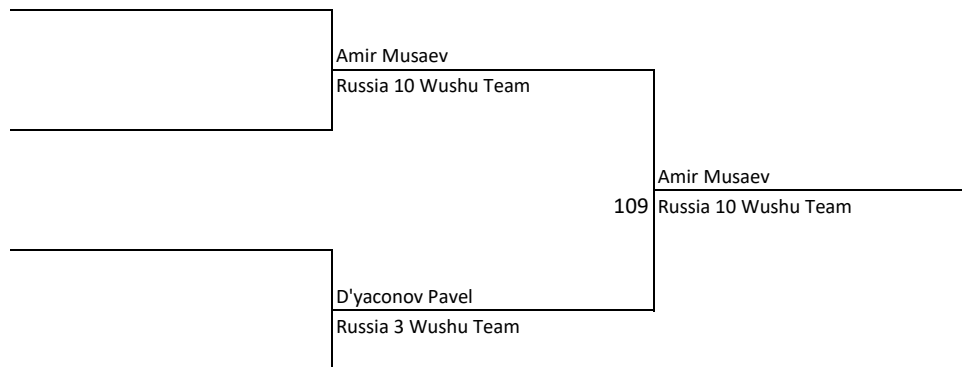 Amir Musaev
Russia 10 Wushu Team
Amir Musaev
109 Russia 10 Wushu Team
D'yaconov Pavel
Russia 3 Wushu Team